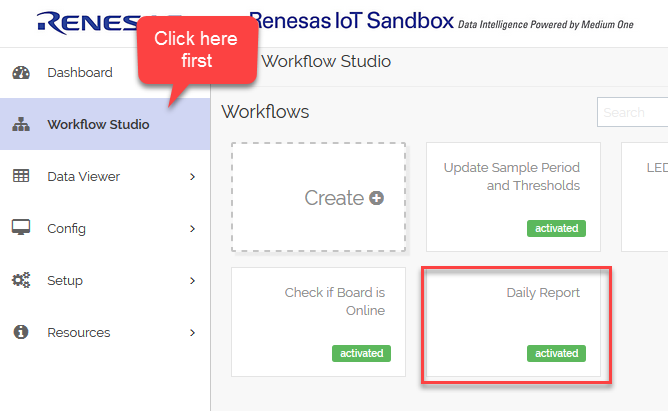 RENES
Renesas IoT Sandbox Data Intelligence Powered by Medium One
Click here
first
Dashboard
Workflow Studio
Data Viewer
Config
Setup
Resources
Workflow Studio
Workflows
Search
Create
Update Sample Period
and Thresholds
activated
LED
Check if Board is
Online
activated
Daily Report
activated